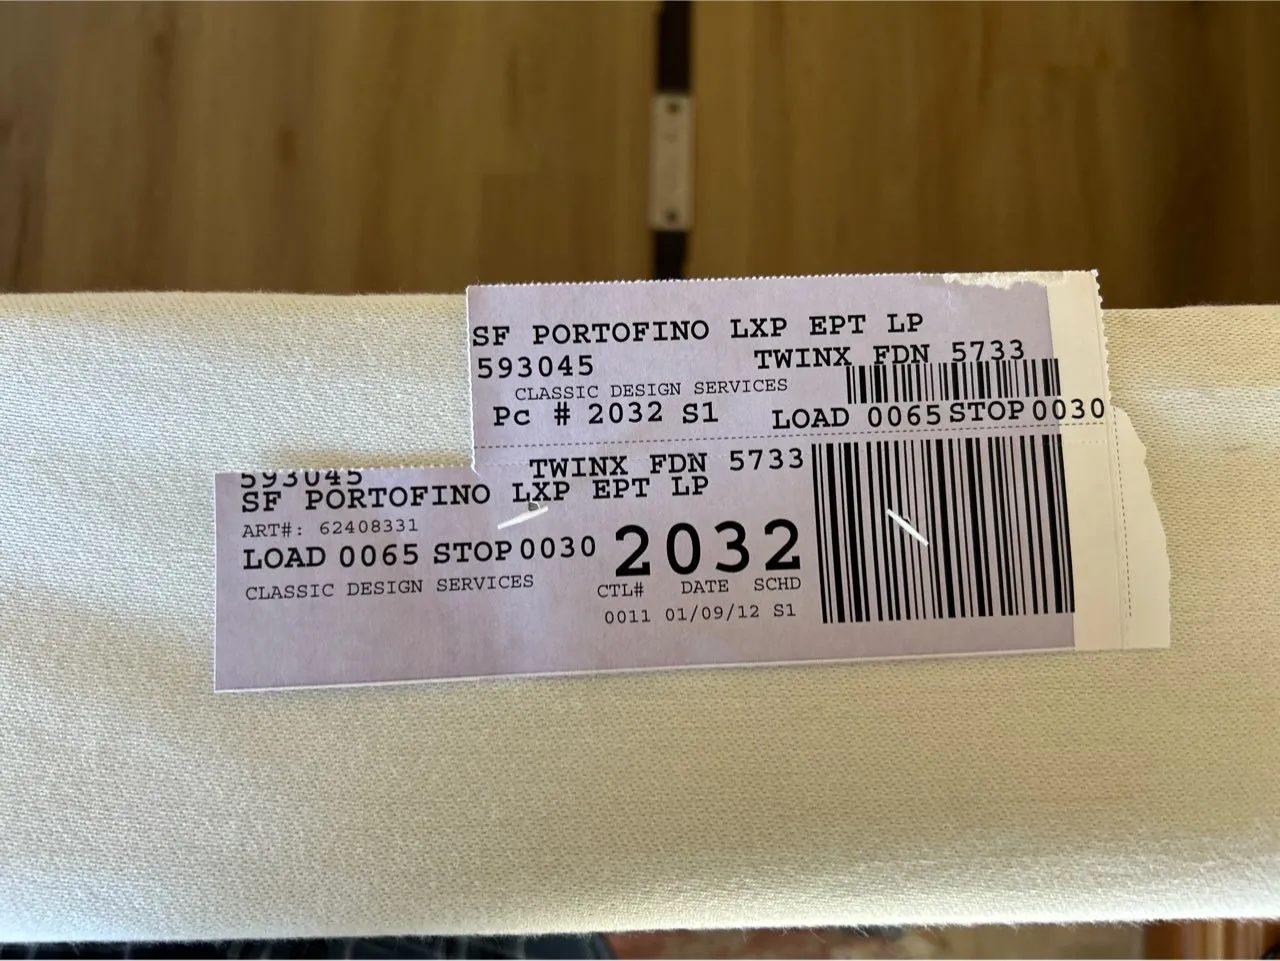 SF PORTOFINO LXP EPT LP
593045 TWINX FDN 5733
CLASSIC DESIGN SERVICES
Pc # 2032 S1 LOAD 0065 STOP 0030
593045 TWINX FDN 5733
SF PORTOFINO LXP EPT LP
ART#: 62408331
LOAD 0065 STOP 0030 2032
CLASSIC DESIGN SERVICES CTL# DATE SCHD
0011 01/09/12 S1